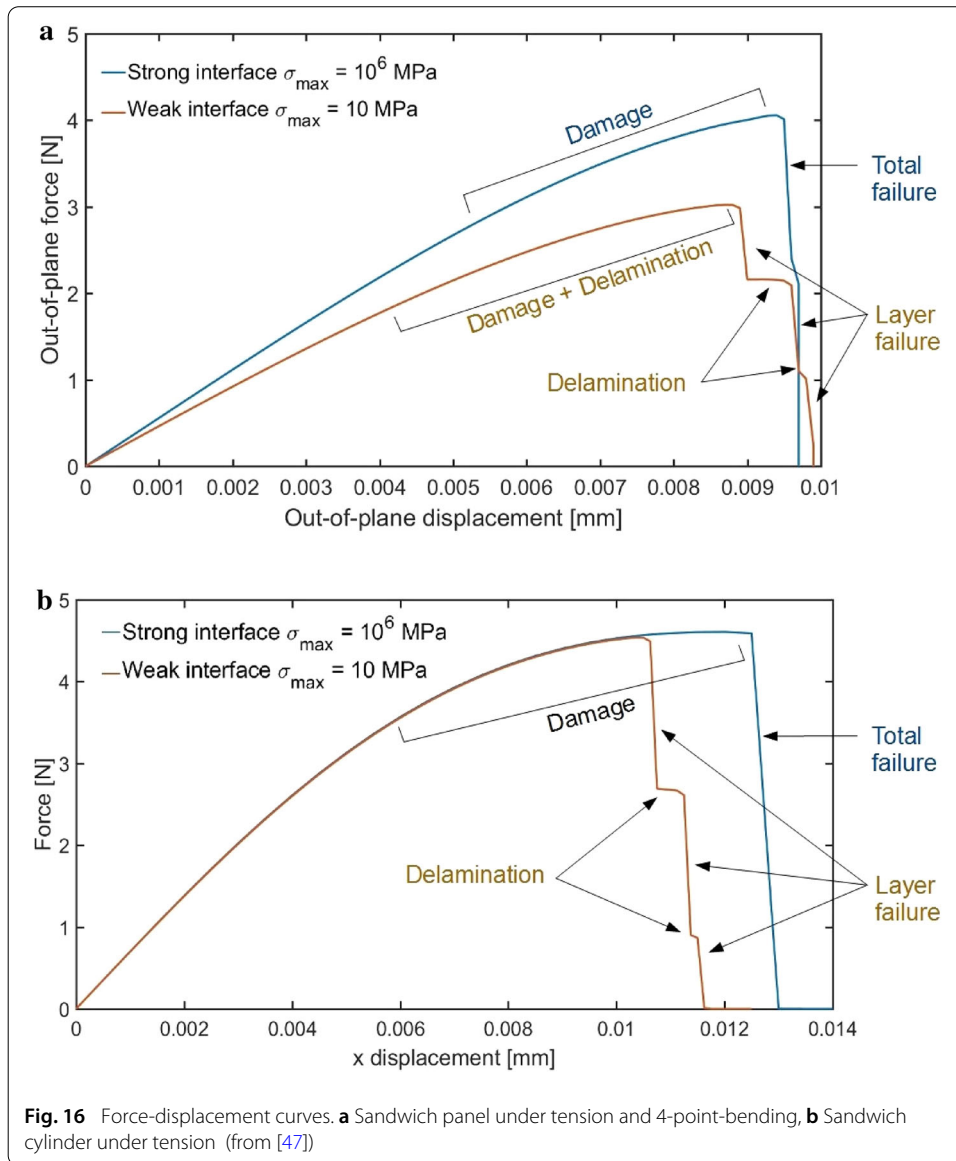 a
5
4
3
2
1
0
Out-of-plane force [N]
Strong interface σmax = 10^6 MPa
Weak interface σmax = 10 MPa
Damage
Total
failure
Damage + Delamination
Layer
failure
Delamination
0 0.001 0.002 0.003 0.004 0.005 0.006 0.007 0.008 0.009 0.01
Out-of-plane displacement [mm]
b
5
4
3
2
1
0
Force [N]
Strong interface σmax = 10^6 MPa
Weak interface σmax = 10 MPa
Damage
Total
failure
Delamination
Layer
failure
0 0.002 0.004 0.006 0.008 0.01 0.012 0.014
x displacement [mm]
Fig. 16 Force-displacement curves. a Sandwich panel under tension and 4-point-bending, b Sandwich
cylinder under tension (from [47])